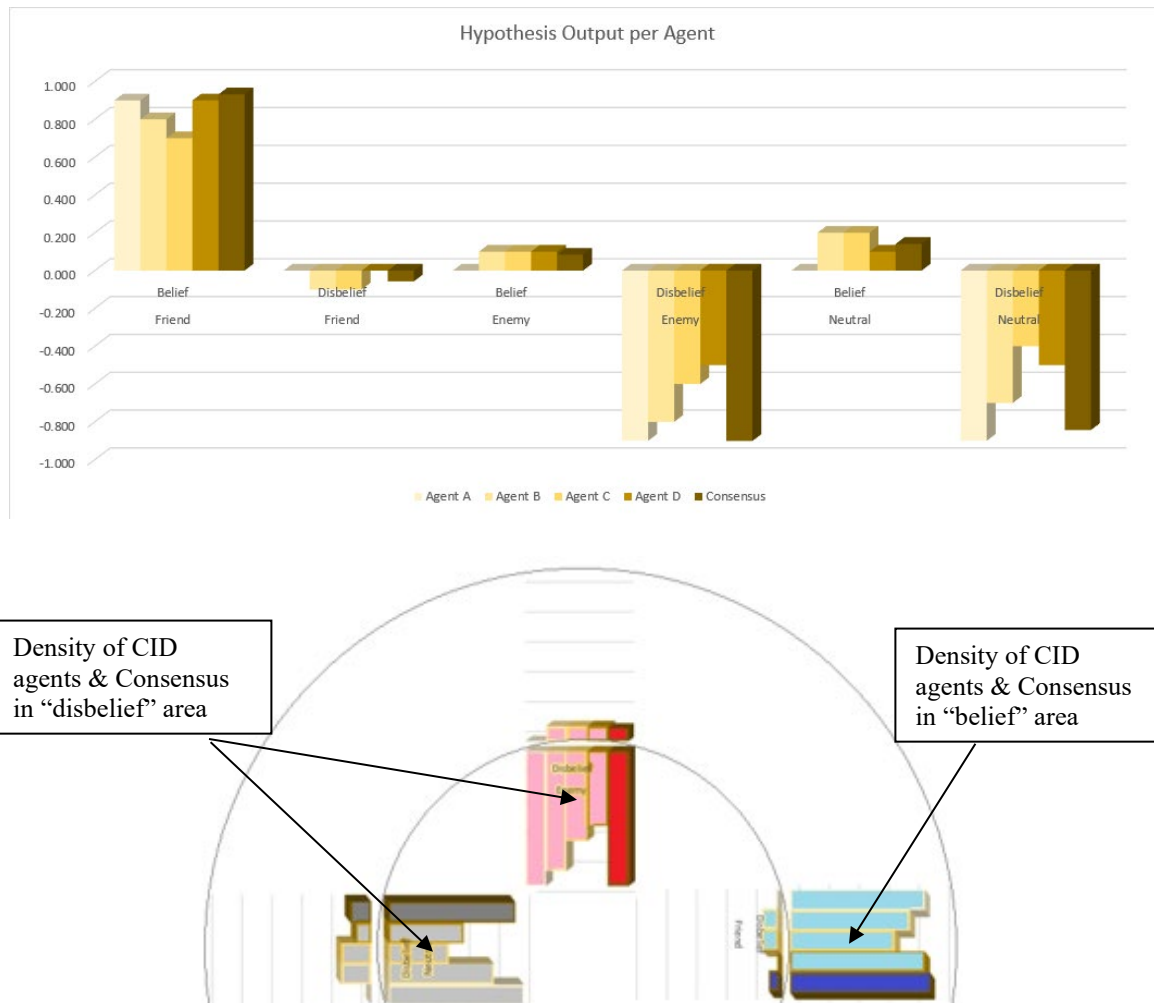 Hypothesis Output per Agent
1.000
0.800
0.600
0.400
0.200
0.000
-0.200
-0.400
-0.600
-0.800
-1.000
Belief Disbelief Belief Disbelief Belief Disbelief
Friend Friend Enemy Enemy Neutral Neutral
Agent A Agent B Agent C Agent D Consensus
Density of CID
agents & Consensus
in “disbelief” area
Density of CID
agents & Consensus
in “belief” area
Disbelief
Enemy
Disbelief
Disbelief
Friend